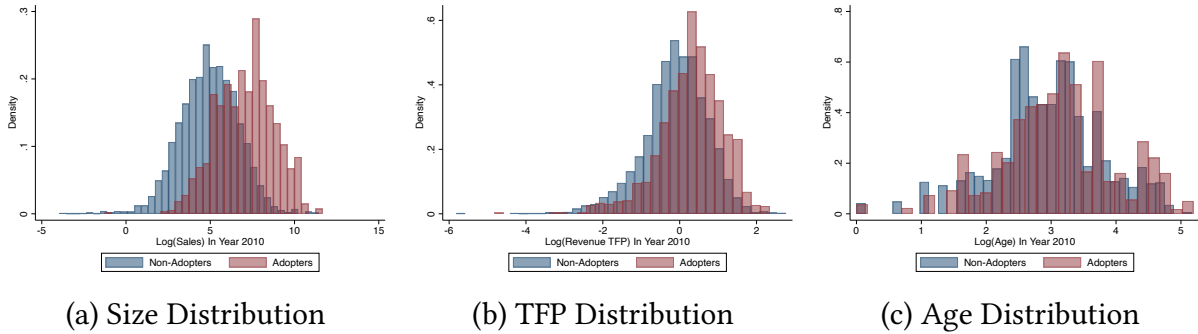 Density
0
.1
.2
.3
-5
0
5
10
15
Log(Sales) In Year 2010
Non-Adopters
Adopters
(a) Size Distribution
Density
0
.2
.4
.6
-6
-4
-2
0
2
Log(Revenue TFP) In Year 2010
Non-Adopters
Adopters
(b) TFP Distribution
Density
0
.2
.4
.6
.8
0
1
2
3
4
5
Log(Age) In Year 2010
Non-Adopters
Adopters
(c) Age Distribution